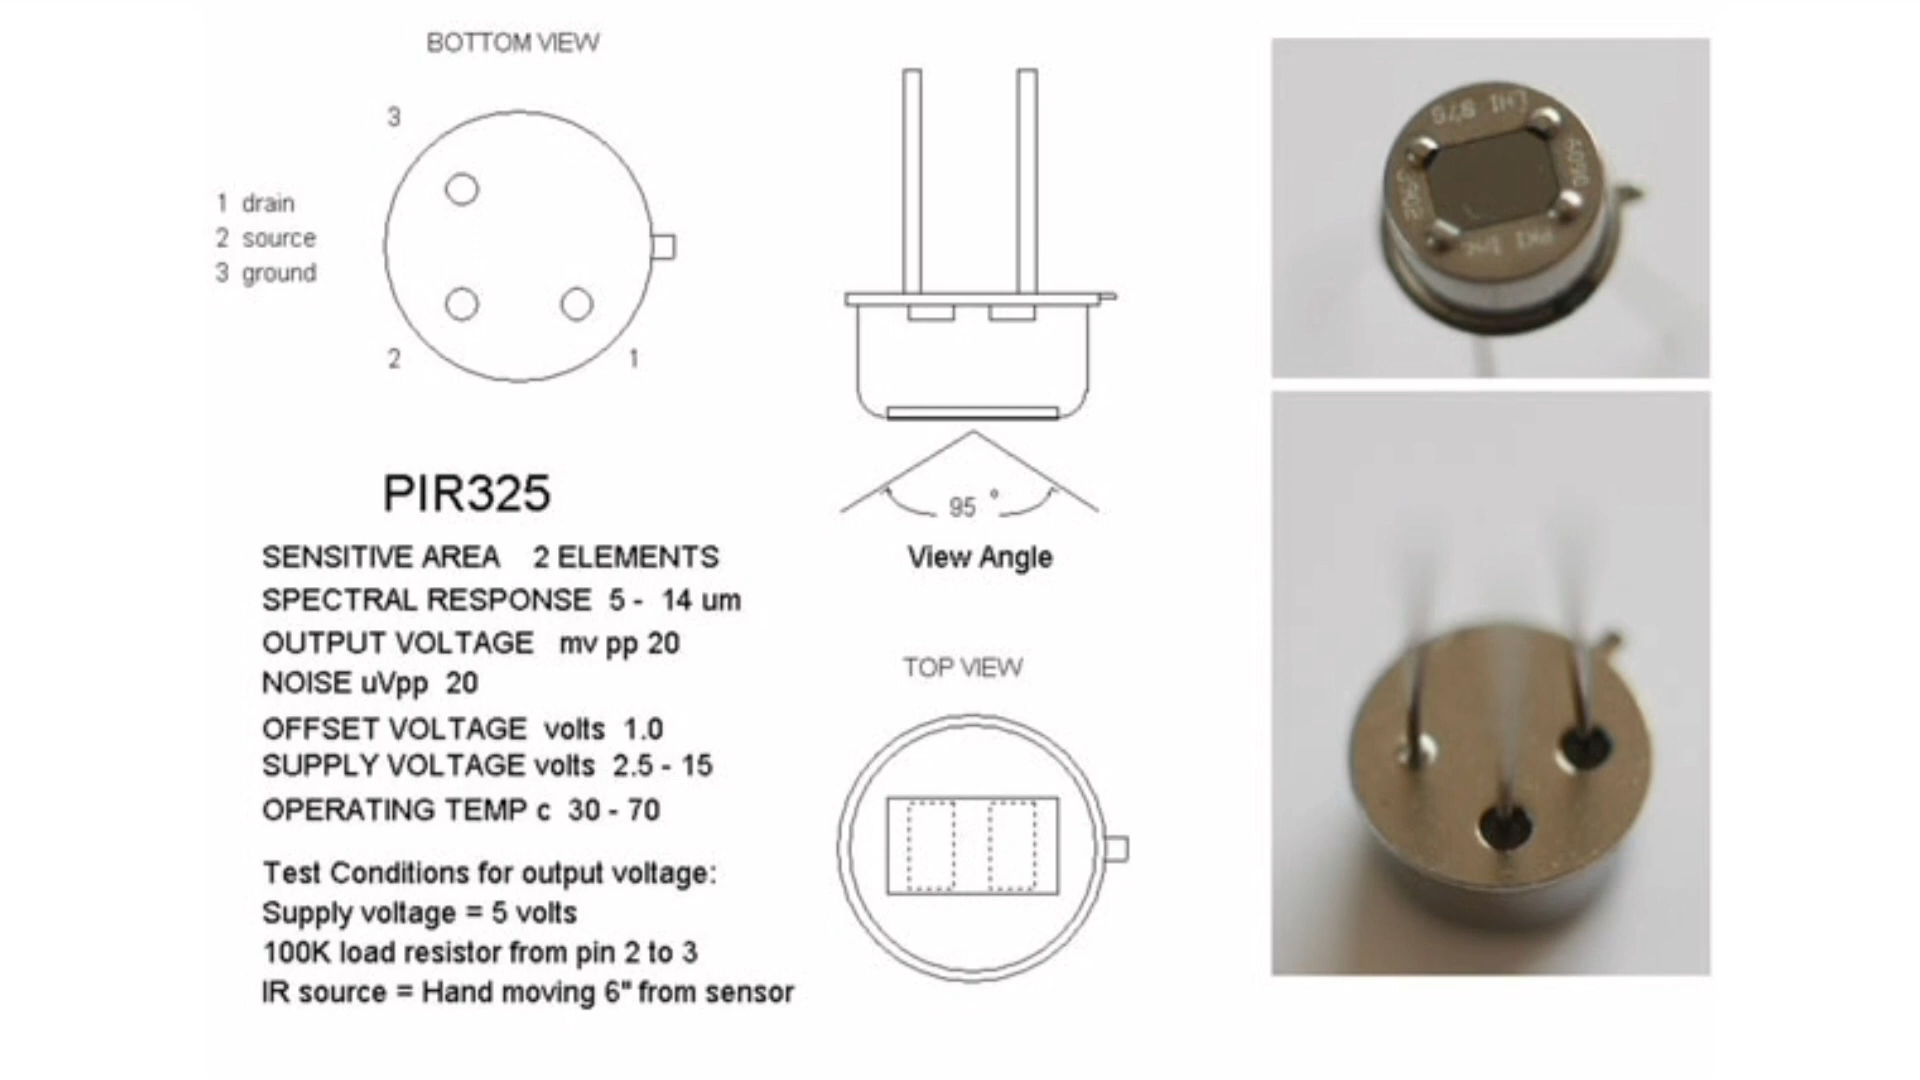 BOTTOM VIEW
3
1 drain
2 source
3 ground
2
1
PIR325
SENSITIVE AREA 2 ELEMENTS
SPECTRAL RESPONSE 5 - 14 um
OUTPUT VOLTAGE mv pp 20
NOISE uVpp 20
OFFSET VOLTAGE volts 1.0
SUPPLY VOLTAGE volts 2.5 - 15
OPERATING TEMP c 30 - 70
Test Conditions for output voltage:
Supply voltage = 5 volts
100K load resistor from pin 2 to 3
IR source = Hand moving 6" from sensor
95 °
View Angle
TOP VIEW
LHI 978